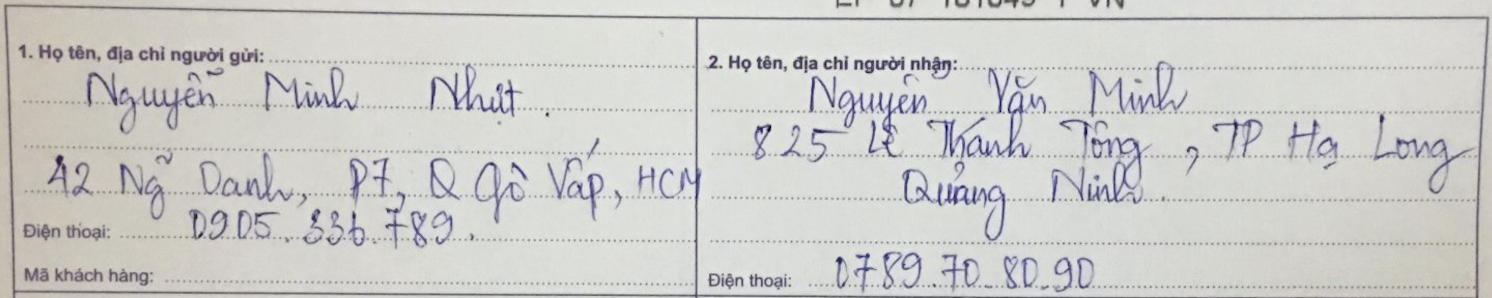 1. Họ tên, địa chỉ người gửi:
Nguyễn Minh Nhựt.
42 Ng̃ Danh, P7, Q Gò Vấp, HCM
Điện thoại: 0905.336.789.
Mã khách hàng:
2. Họ tên, địa chỉ người nhận:
Nguyễn Văn Minh
825 Lê Thánh Tông, TP Hạ Long
Quảng Ninh.
Điện thoại: 0789.70.80.90